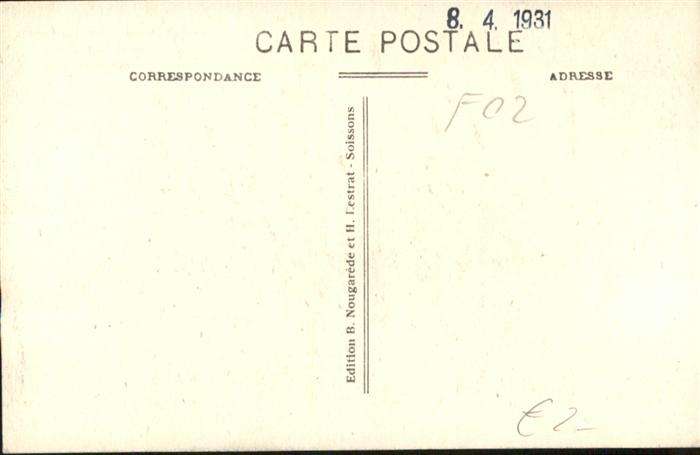 8. 4. 1931
CARTE POSTALE
CORRESPONDANCE
ADRESSE
F02
Edition B. Nougarède et H. Lestrat - Soissons
€2-